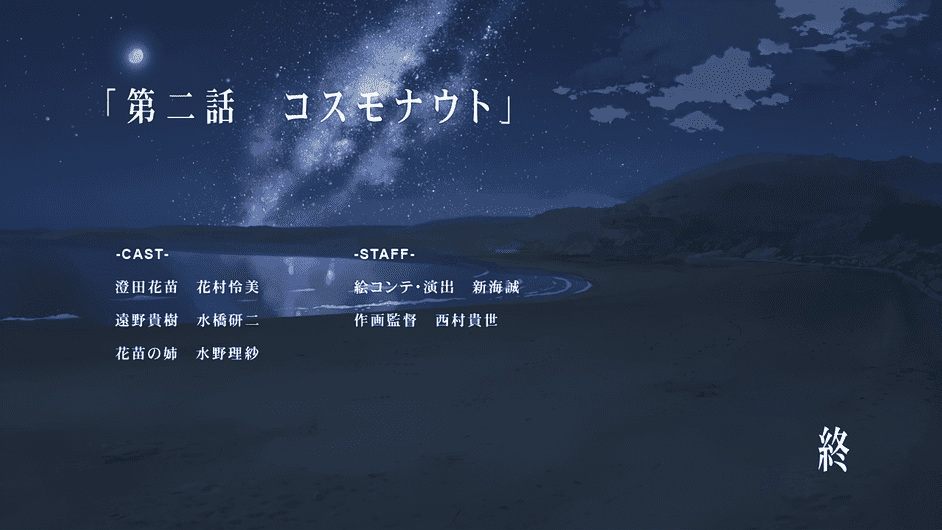 「第二話　コスモナウト」
-CAST-
澄田花苗　花村怜美
遠野貴樹　水橋研二
花苗の姉　水野理紗
-STAFF-
絵コンテ・演出　新海誠
作画監督　西村貴世
終